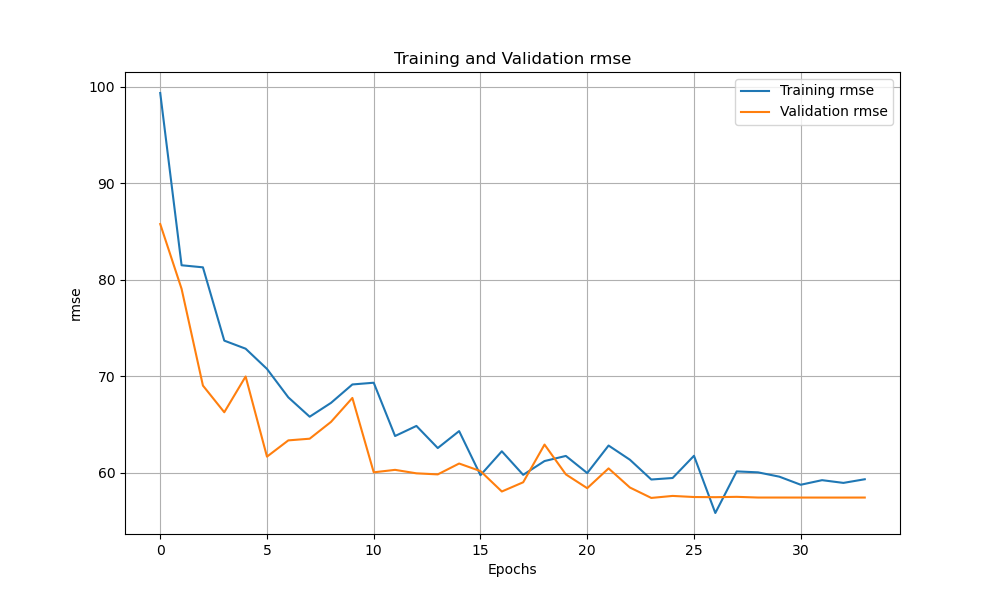 Training and Validation rmse
Training rmse
Validation rmse
100
90
80
70
60
rmse
0 5 10 15 20 25 30
Epochs